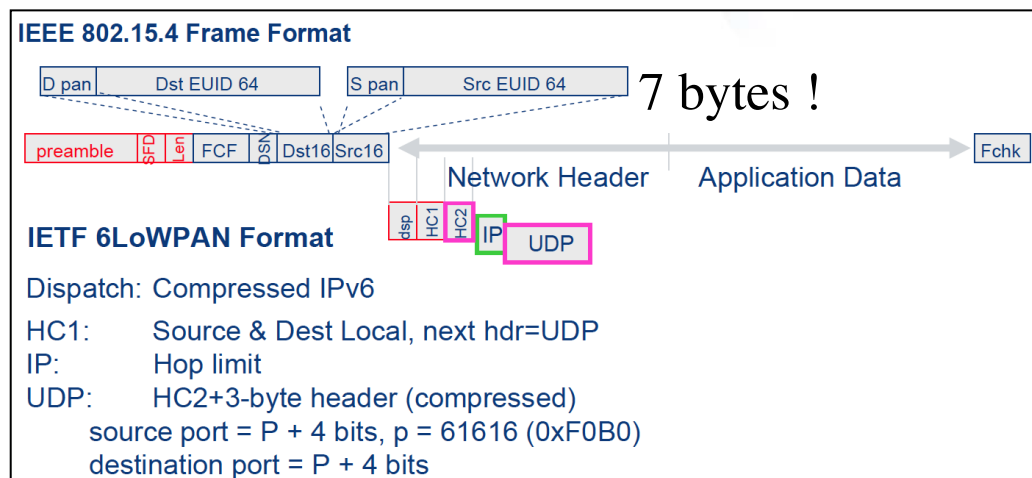 IEEE 802.15.4 Frame Format
D pan Dst EUID 64 S pan Src EUID 64
7 bytes !
preamble SFD Len FCF DSN Dst16 Src16 Fchk
Network Header Application Data
dsp HC1 HC2 IP UDP
IETF 6LoWPAN Format
Dispatch: Compressed IPv6
HC1: Source & Dest Local, next hdr=UDP
IP: Hop limit
UDP: HC2+3-byte header (compressed)
source port = P + 4 bits, p = 61616 (0xF0B0)
destination port = P + 4 bits